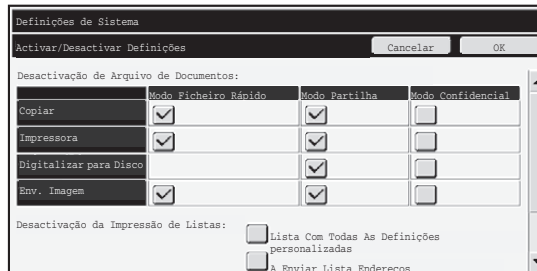 Definições de Sistema
Activar/Desactivar Definições Cancelar OK
Desactivação de Arquivo de Documentos:
Modo Ficheiro Rápido Modo Partilha Modo Confidencial
Copiar
Impressora
Digitalizar para Disco
Env. Imagem
Desactivação da Impressão de Listas:
Lista Com Todas As Definições
personalizadas
A Enviar Lista Endereços